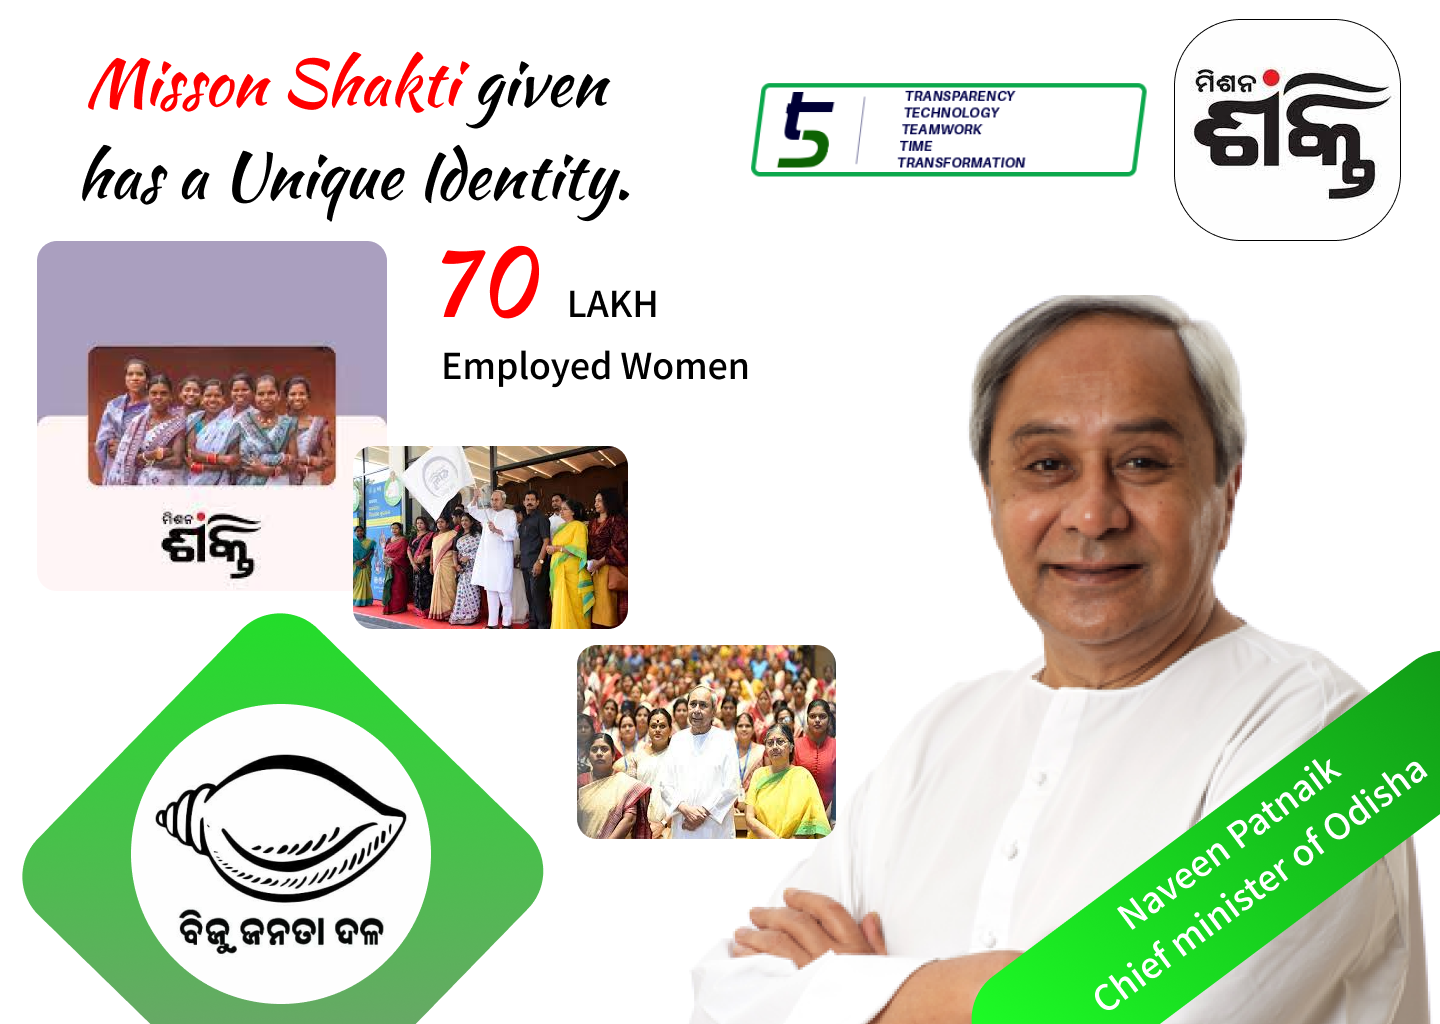 Misson Shakti given
has a Unique Identity.
t5
TRANSPARENCY
TECHNOLOGY
TEAMWORK
TIME
TRANSFORMATION
ମିଶନ
ଶକ୍ତି
70 LAKH
Employed Women
ମିଶନ
ଶକ୍ତି
ବିଜୁ ଜନତା ଦଳ
Naveen Patnaik
Chief minister of Odisha